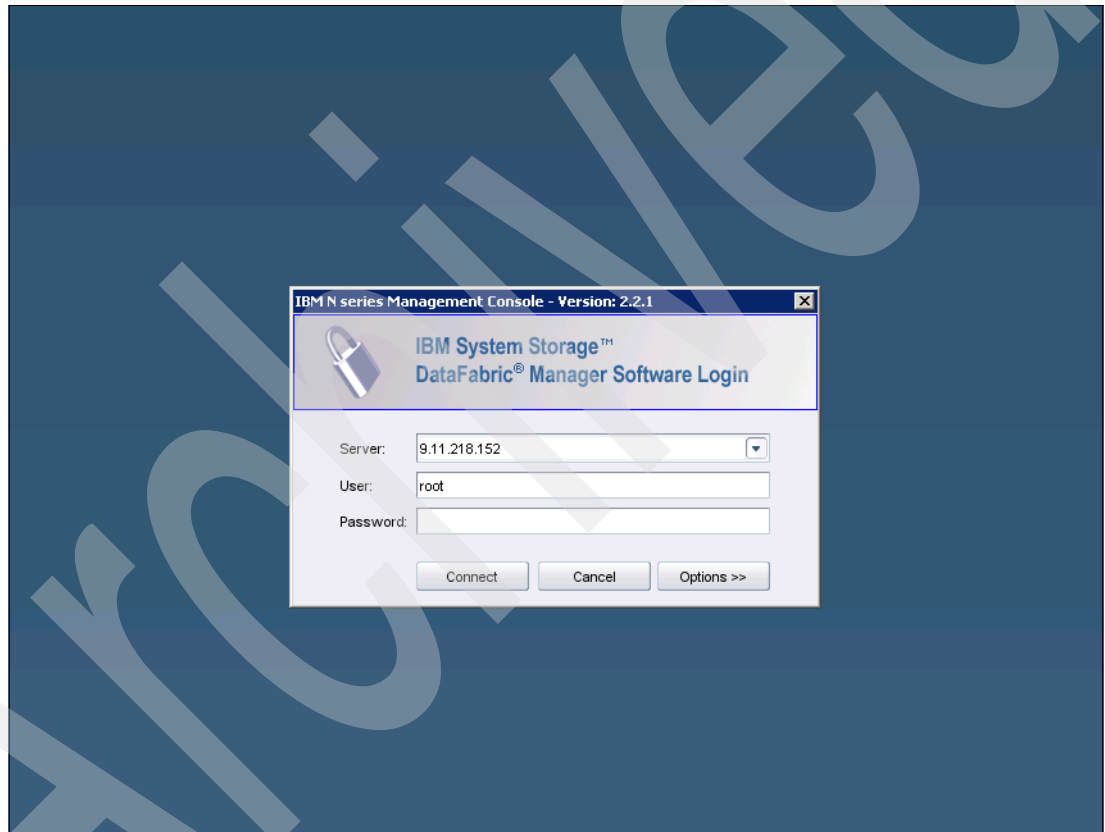 Archived
IBM N series Management Console - Version: 2.2.1
IBM System Storage™
DataFabric® Manager Software Login
Server: 9.11.218.152
User: root
Password:
Connect Cancel Options >>